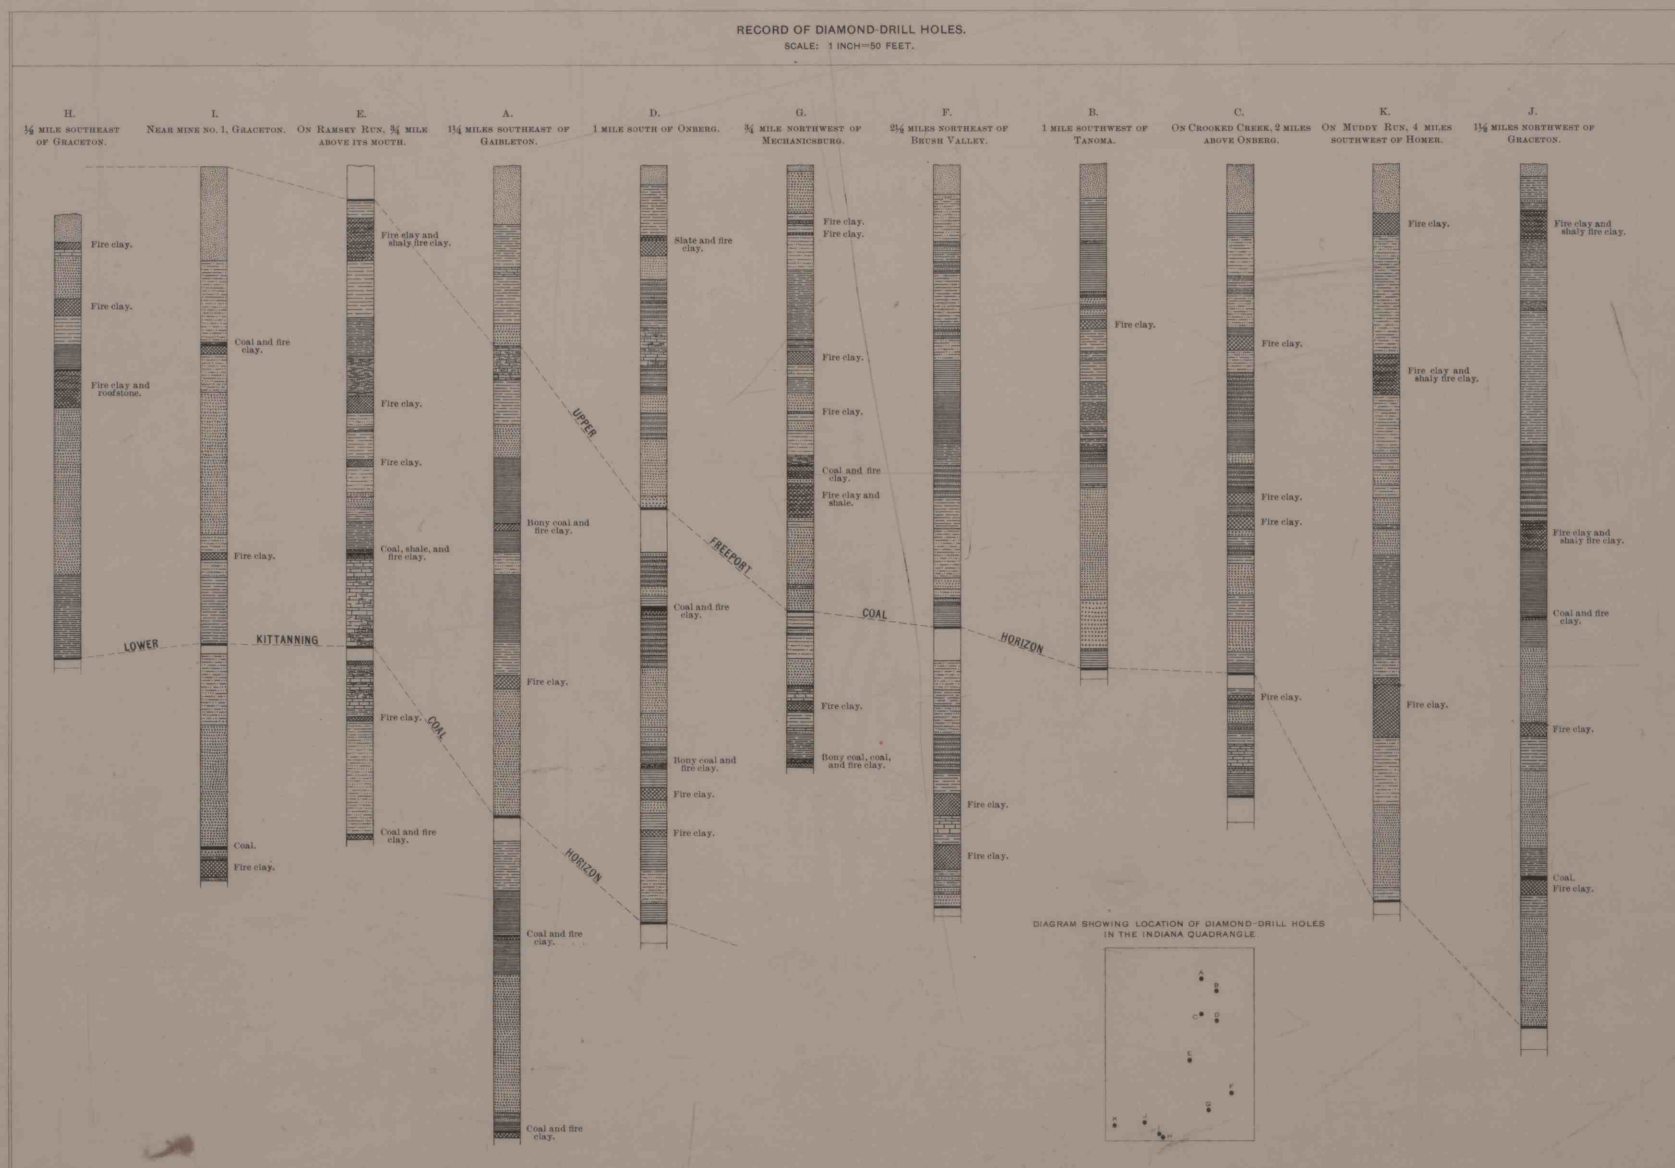 RECORD OF DIAMOND-DRILL HOLES.
SCALE: 1 INCH=50 FEET.
H.
½ MILE SOUTHEAST
OF GRACETON.
Fire clay.
Fire clay.
Fire clay and
roofstone.
I.
NEAR MINE NO. 1, GRACETON.
Coal and fire
clay.
Fire clay.
Coal.
Fire clay.
E.
ON RAMSEY RUN, ¾ MILE
ABOVE ITS MOUTH.
Fire clay and
shaly fire clay.
Fire clay.
Fire clay.
Coal, shale, and
fire clay.
Fire clay.
Coal and fire
clay.
A.
1¼ MILES SOUTHEAST OF
GAIBLETON.
Bony coal and
fire clay.
Fire clay.
Coal and fire
clay.
Coal and fire
clay.
D.
1 MILE SOUTH OF ONBERG.
Slate and fire
clay.
Coal and fire
clay.
Bony coal and
fire clay.
Fire clay.
Fire clay.
G.
¾ MILE NORTHWEST OF
MECHANICSBURG.
Fire clay.
Fire clay.
Fire clay.
Fire clay.
Coal and fire
clay.
Fire clay and
shale.
Fire clay.
Bony coal, coal,
and fire clay.
F.
2½ MILES NORTHEAST OF
BRUSH VALLEY.
Fire clay.
Fire clay.
B.
1 MILE SOUTHWEST OF
TANOMA.
Fire clay.
C.
ON CROOKED CREEK, 2 MILES
ABOVE ONBERG.
Fire clay.
Fire clay.
Fire clay.
Fire clay.
K.
ON MUDDY RUN, 4 MILES
SOUTHWEST OF HOMER.
Fire clay.
Fire clay and
shaly fire clay.
Fire clay.
J.
1½ MILES NORTHWEST OF
GRACETON.
Fire clay and
shaly fire clay.
Fire clay and
shaly fire clay.
Coal and fire
clay.
Fire clay.
Coal.
Fire clay.
UPPER FREEPORT COAL HORIZON
LOWER KITTANNING COAL HORIZON
DIAGRAM SHOWING LOCATION OF DIAMOND-DRILL HOLES
IN THE INDIANA QUADRANGLE
A
B
C D
E
F
G
K J
I H